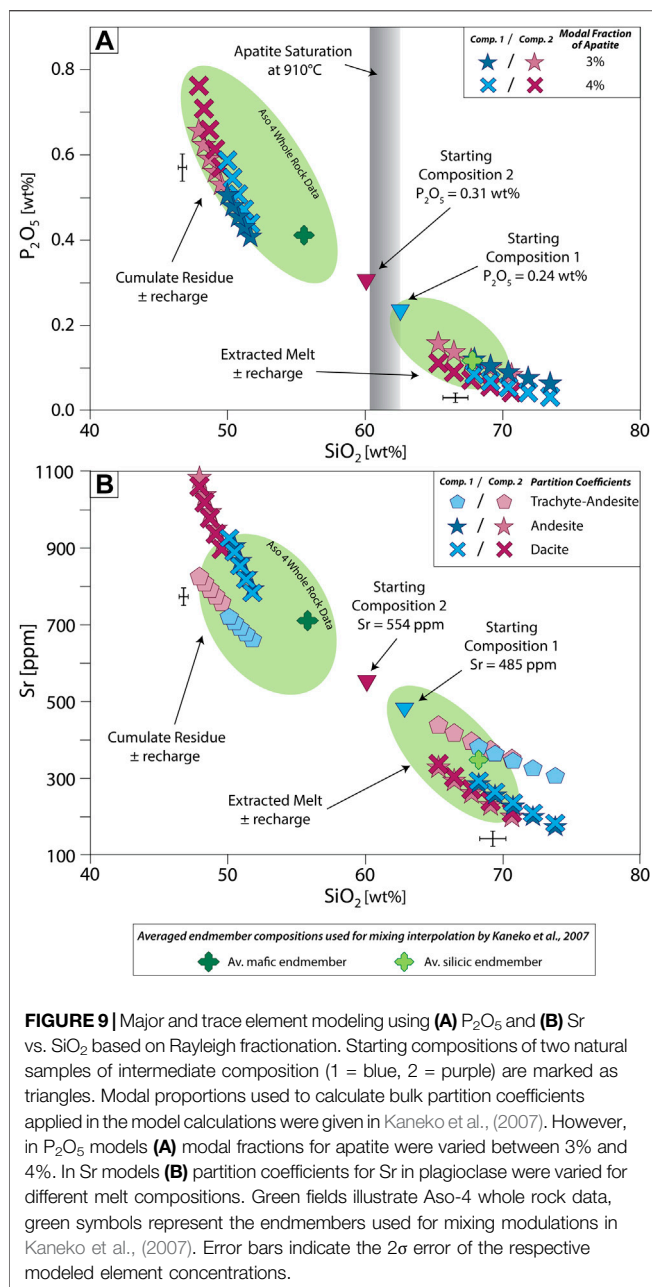 A
Apatite Saturation
at 910°C
Comp. 1 / Comp. 2 Modal Fraction
of Apatite
/ 3%
/ 4%
0.8
0.6
0.4
0.2
0.0
P₂O₅ [wt%]
Aso 4 Whole Rock Data
Starting
Composition 2
P₂O₅ = 0.31 wt%
Starting
Composition 1
P₂O₅ = 0.24 wt%
Cumulate Residue
± recharge
Extracted Melt
± recharge
40 50 60 70 80
SiO₂ [wt%]
B
Comp. 1 / Comp. 2 Partition Coefficients
/ Trachyte-Andesite
/ Andesite
/ Dacite
1100
900
700
500
300
100
Sr [ppm]
Aso 4 Whole Rock Data
Starting
Composition 2
Sr = 554 ppm
Starting
Composition 1
Sr = 485 ppm
Cumulate Residue
± recharge
Extracted Melt
± recharge
40 50 60 70 80
SiO₂ [wt%]
Averaged endmember compositions used for mixing interpolation by Kaneko et al., 2007
Av. mafic endmember Av. silicic endmember
FIGURE 9 | Major and trace element modeling using (A) P₂O₅ and (B) Sr
vs. SiO₂ based on Rayleigh fractionation. Starting compositions of two natural
samples of intermediate composition (1 = blue, 2 = purple) are marked as
triangles. Modal proportions used to calculate bulk partition coefficients
applied in the model calculations were given in Kaneko et al., (2007). However,
in P₂O₅ models (A) modal fractions for apatite were varied between 3% and
4%. In Sr models (B) partition coefficients for Sr in plagioclase were varied for
different melt compositions. Green fields illustrate Aso-4 whole rock data,
green symbols represent the endmembers used for mixing modulations in
Kaneko et al., (2007). Error bars indicate the 2σ error of the respective
modeled element concentrations.